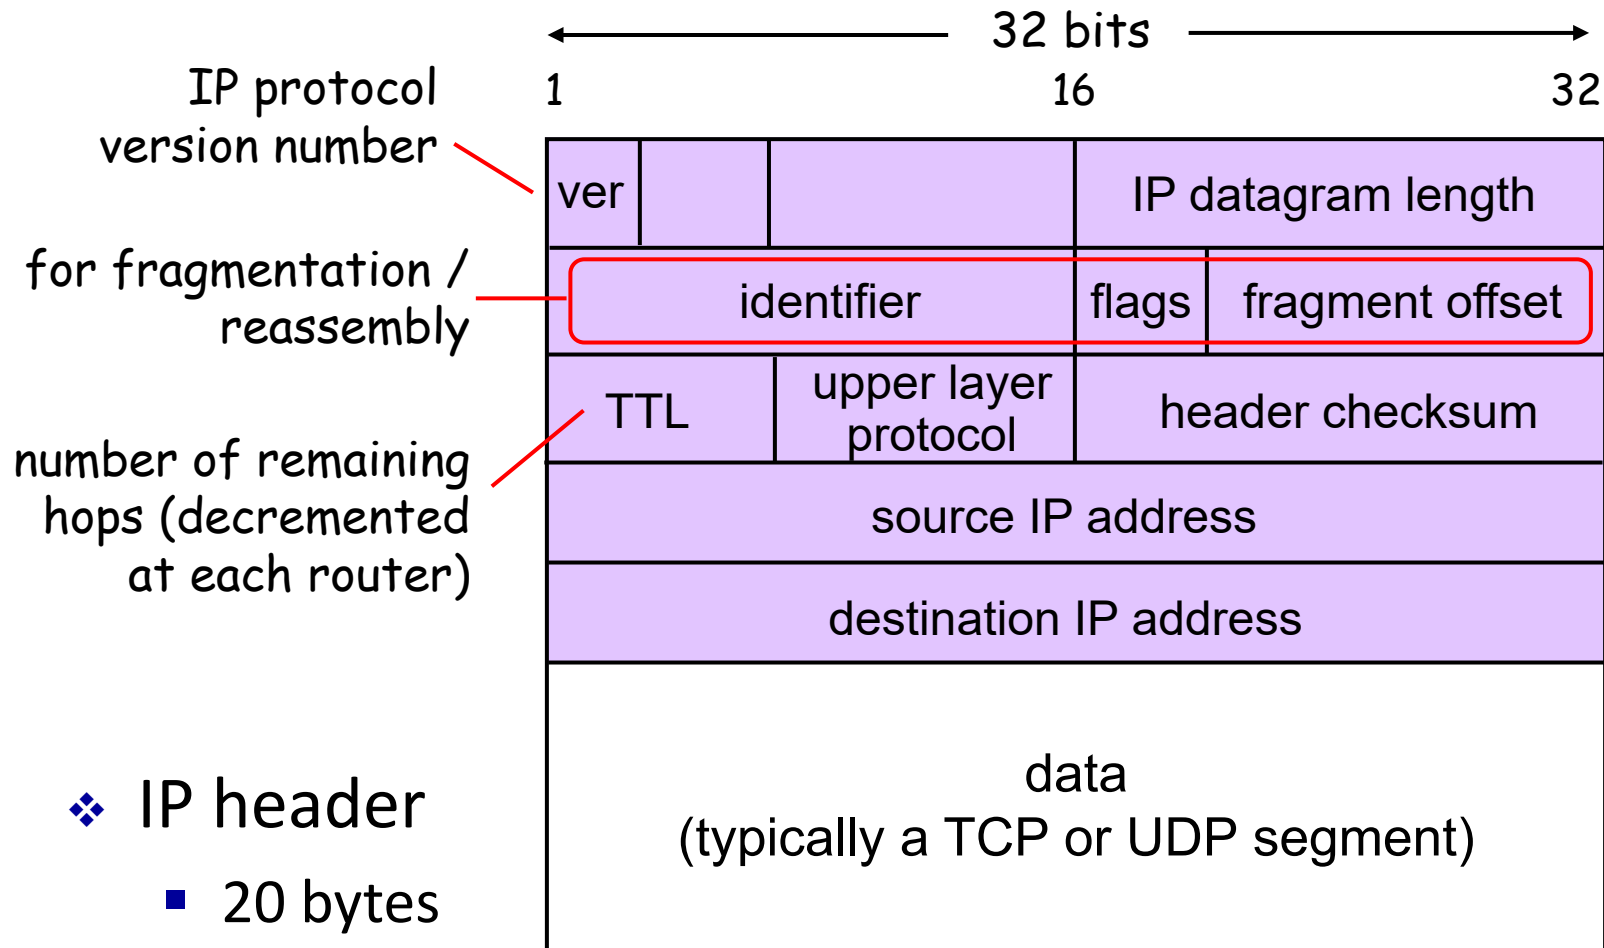 32 bits
1 16 32
IP protocol
version number
ver IP datagram length
for fragmentation /
reassembly
identifier flags fragment offset
TTL upper layer
protocol header checksum
number of remaining
hops (decremented
at each router)
source IP address
destination IP address
data
(typically a TCP or UDP segment)
IP header
20 bytes